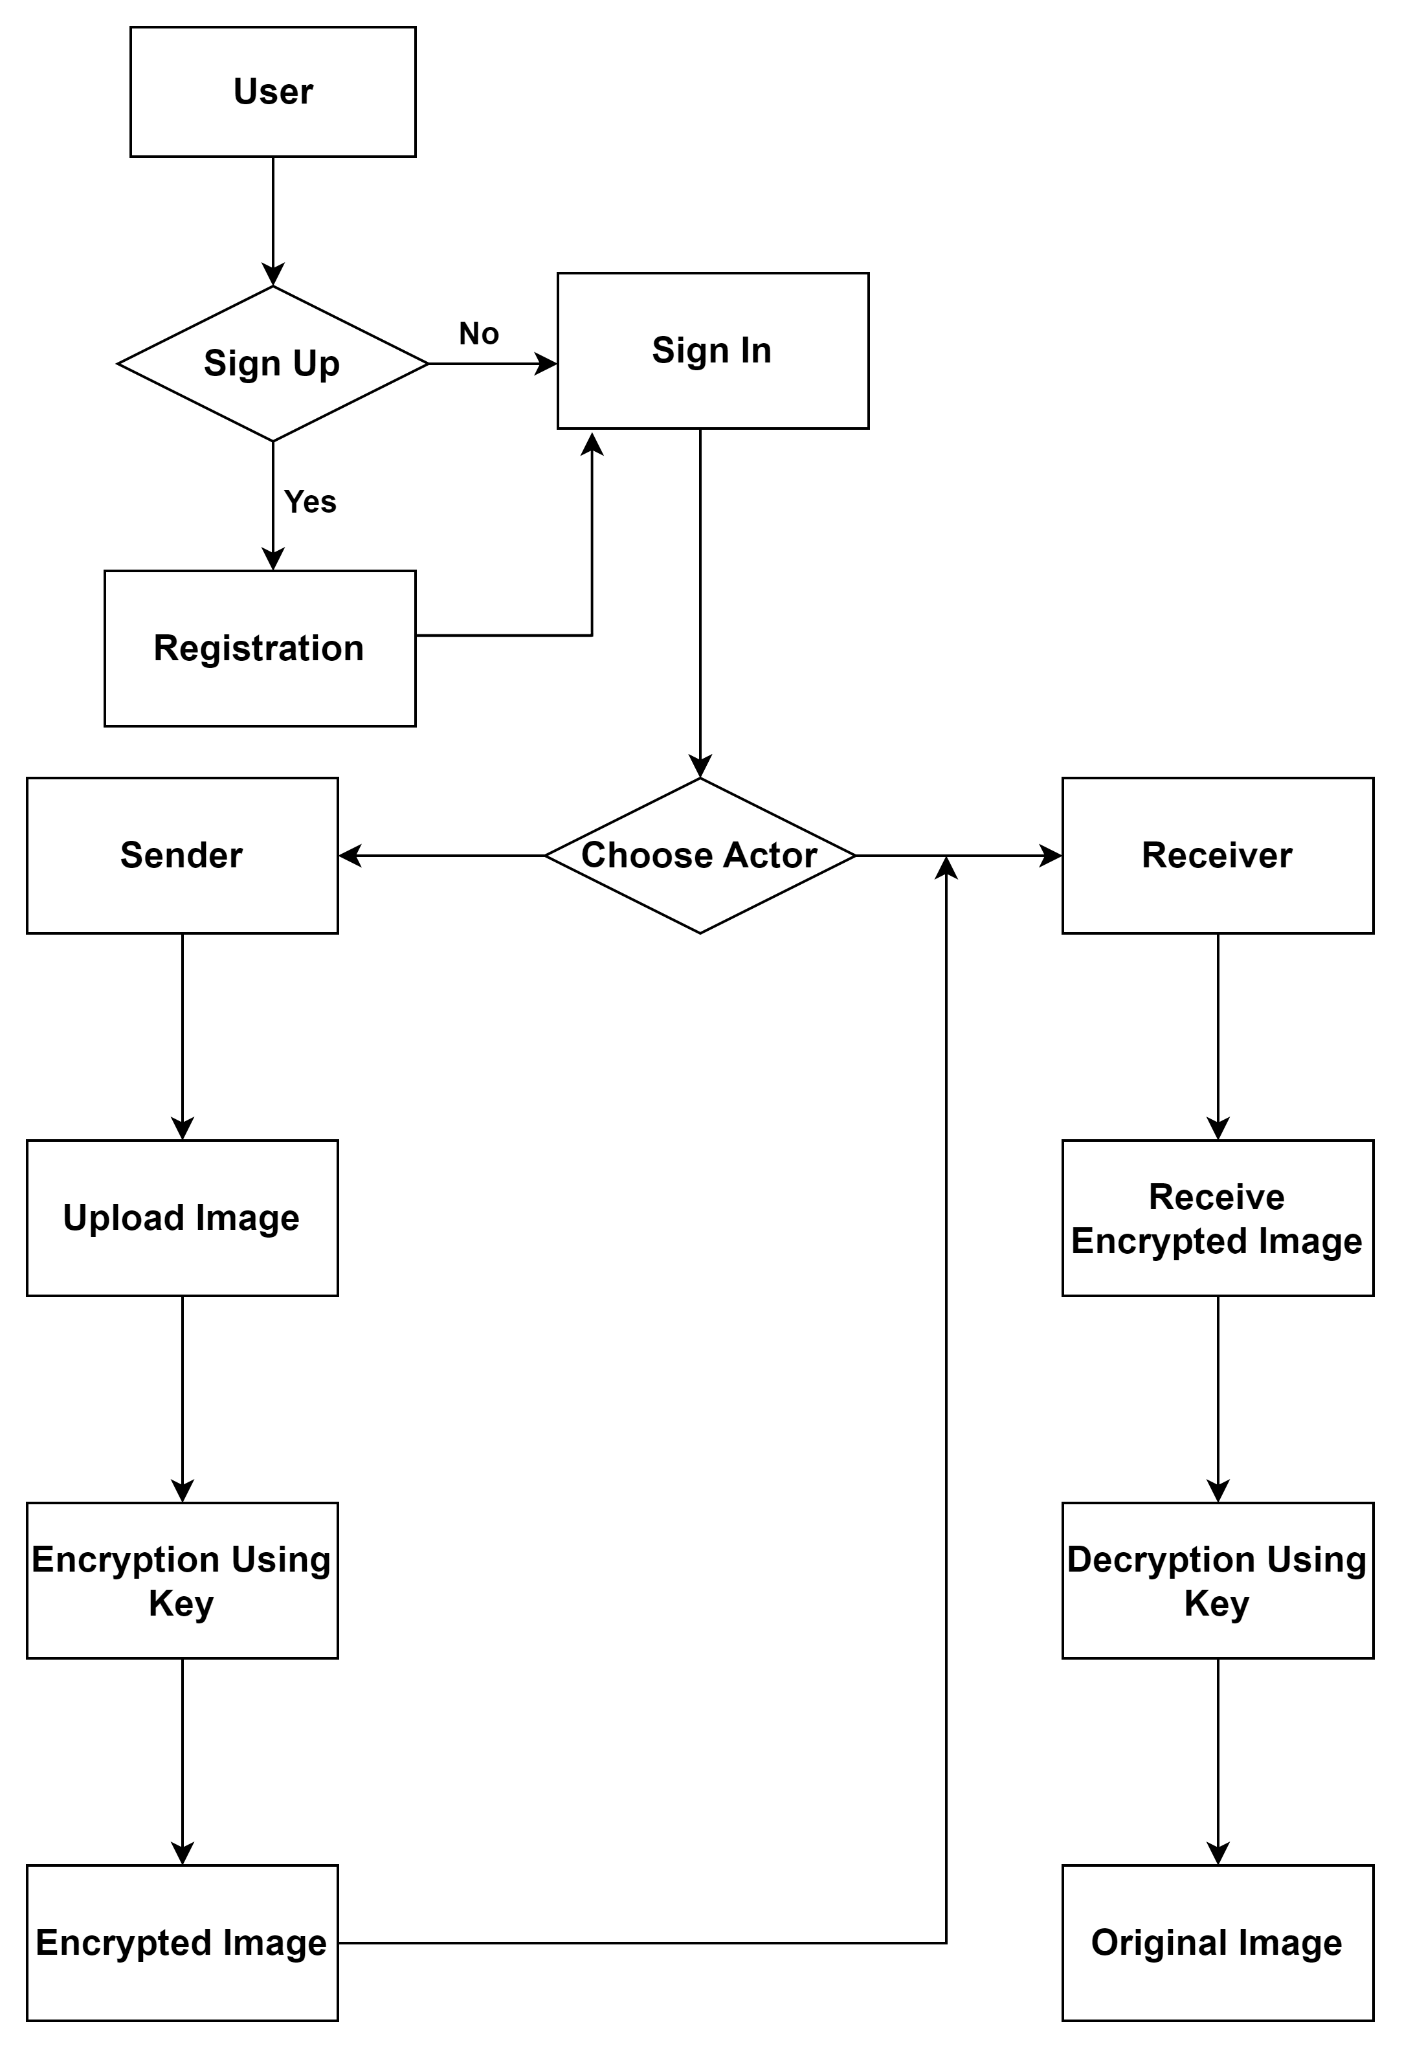 User
Sign Up
No
Sign In
Yes
Registration
Sender
Choose Actor
Receiver
Upload Image
Receive
Encrypted Image
Encryption Using
Key
Decryption Using
Key
Encrypted Image
Original Image